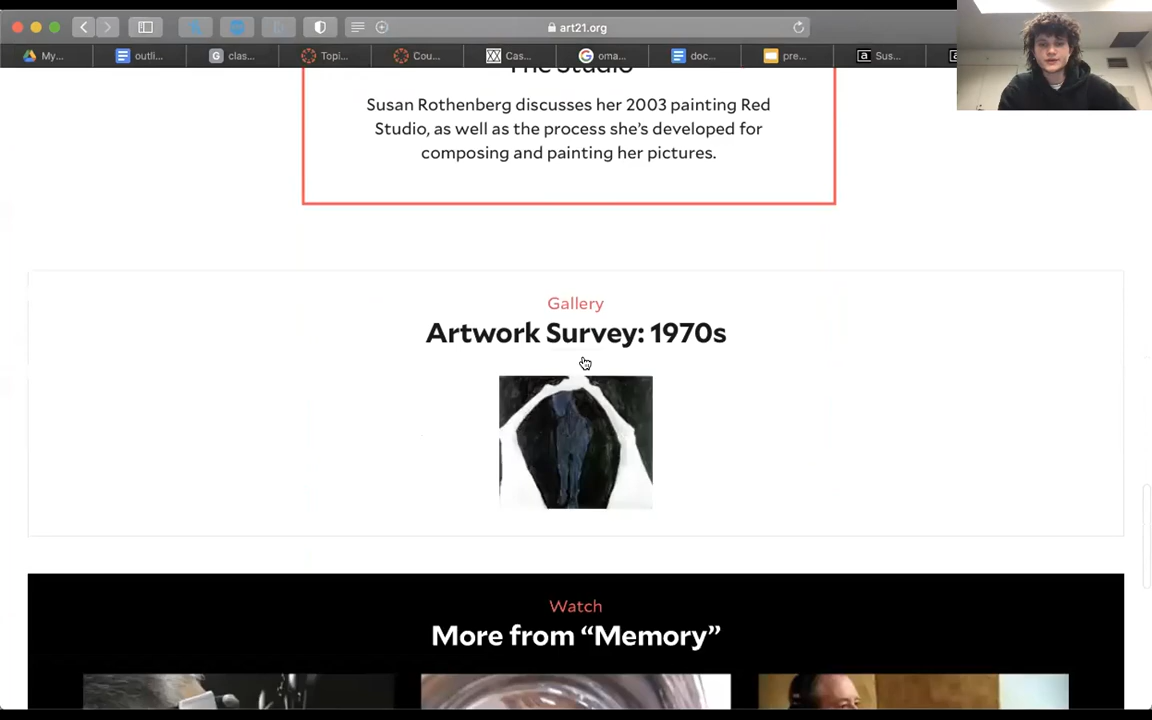 art21.org
My... outli... clas... Topi... Cou... Cas... oma... doc... pre... Sus...
The Studio
Susan Rothenberg discusses her 2003 painting Red
Studio, as well as the process she’s developed for
composing and painting her pictures.
Gallery
Artwork Survey: 1970s
Watch
More from “Memory”